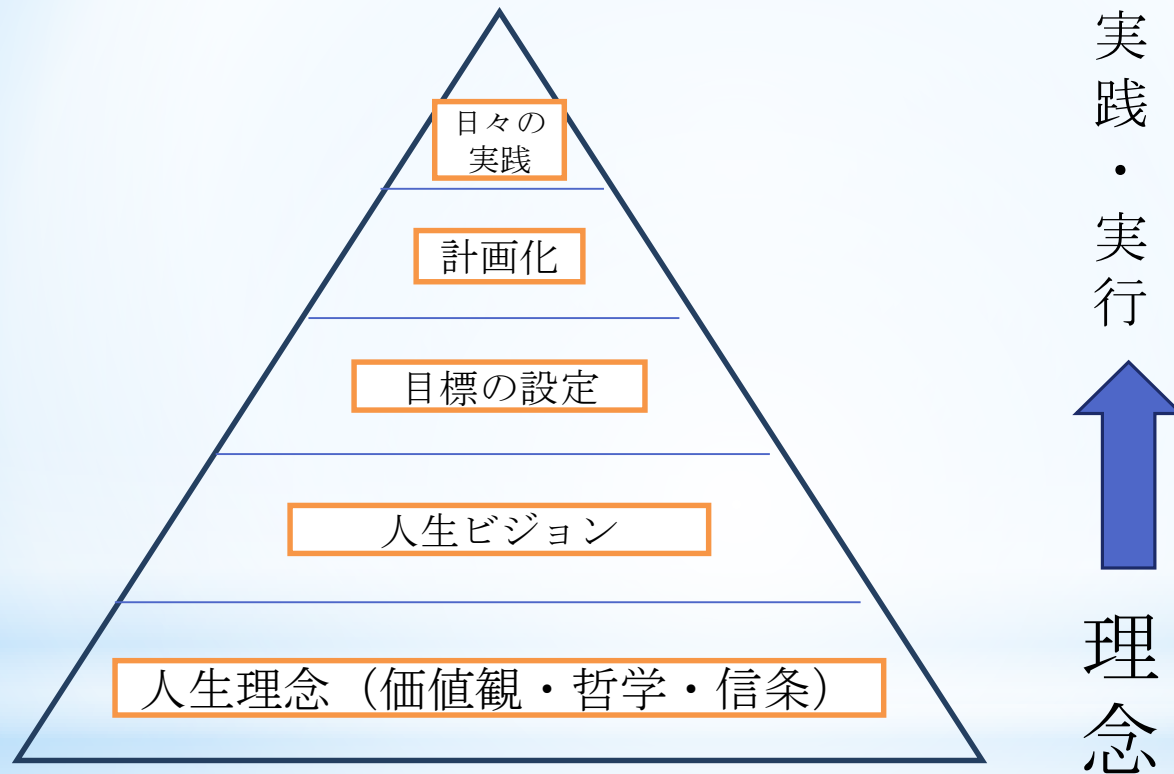 日々の
実践
計画化
目標の設定
人生ビジョン
人生理念（価値観・哲学・信条）
実践・実行
理念